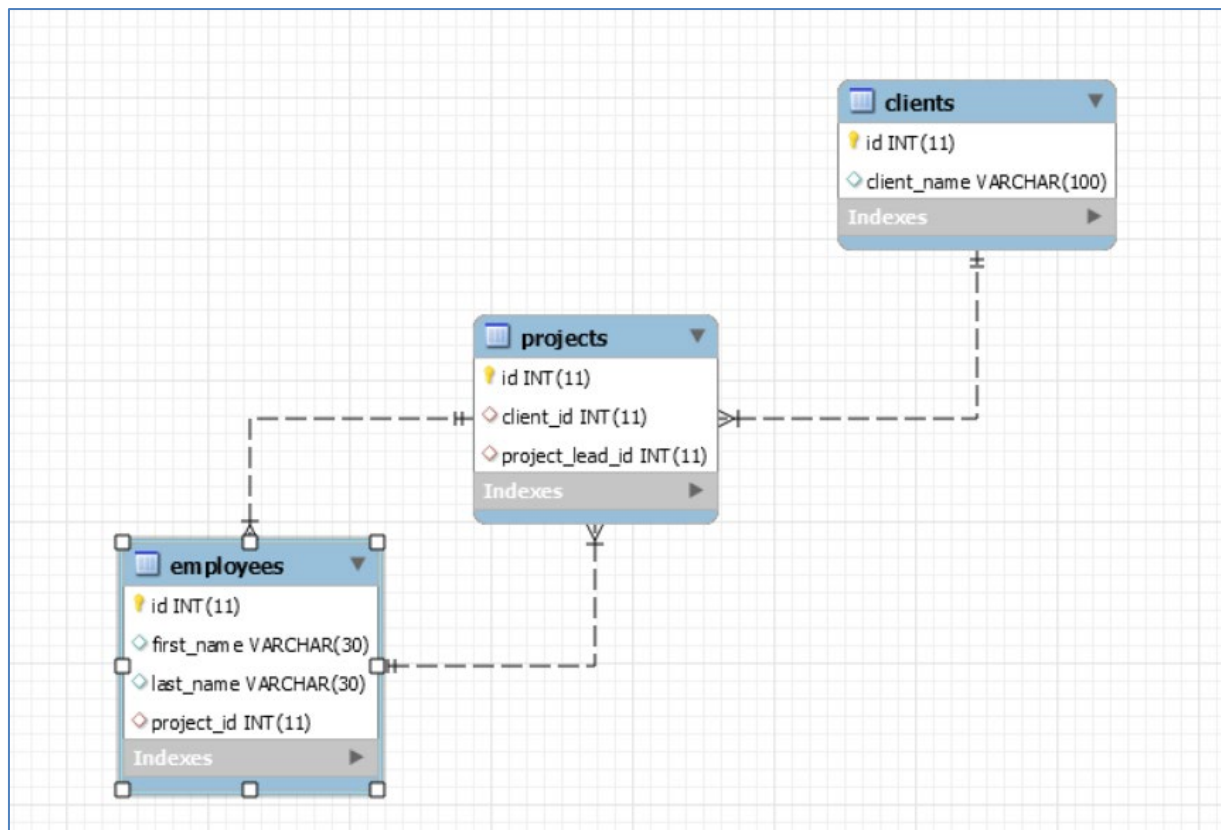 clients
id INT(11)
client_name VARCHAR(100)
Indexes
projects
id INT(11)
client_id INT(11)
project_lead_id INT(11)
Indexes
employees
id INT(11)
first_name VARCHAR(30)
last_name VARCHAR(30)
project_id INT(11)
Indexes